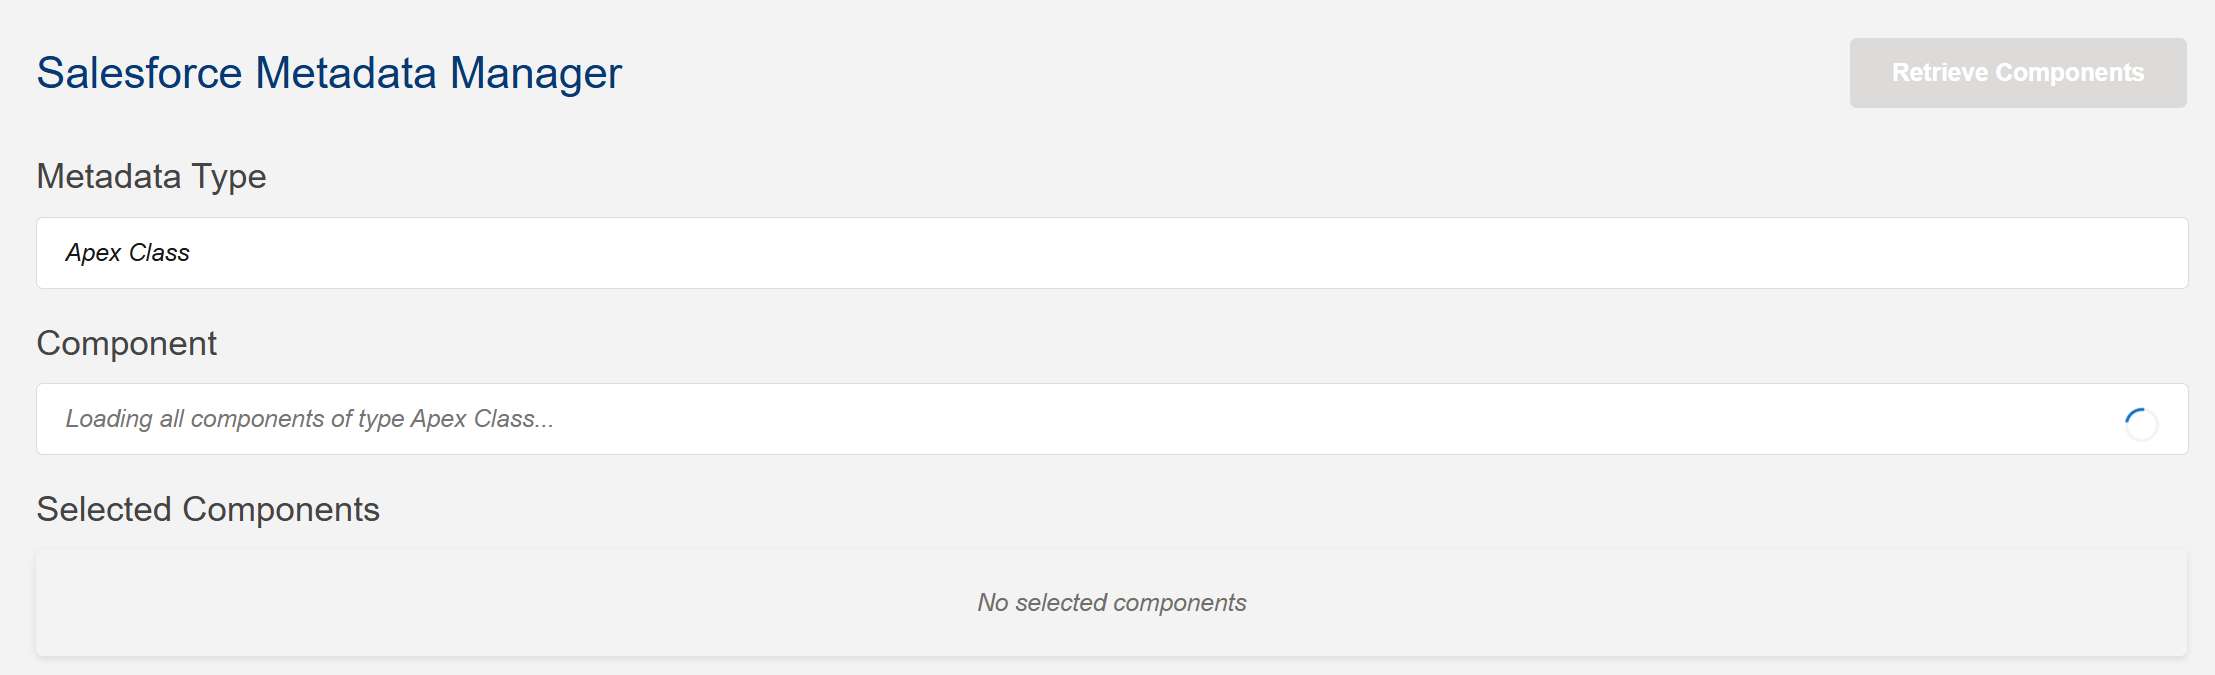 Salesforce Metadata Manager
Retrieve Components
Metadata Type
Apex Class
Component
Loading all components of type Apex Class...
Selected Components
No selected components